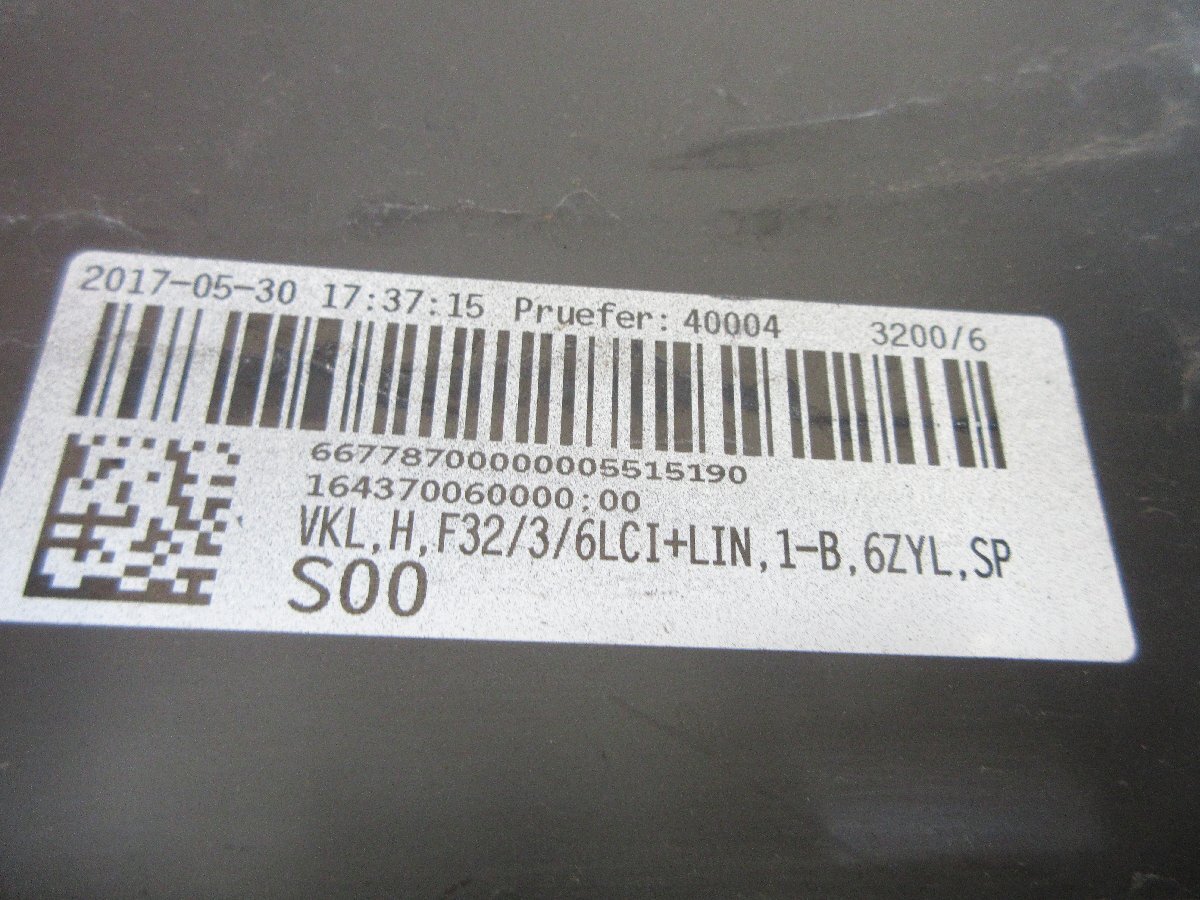 2017-05-30 17:37:15 Pruefer: 40004 3200/6
66778700000005515190
164370060000:00
VKL,H,F32/3/6LCI+LIN,1-B,6ZYL,SP
S00